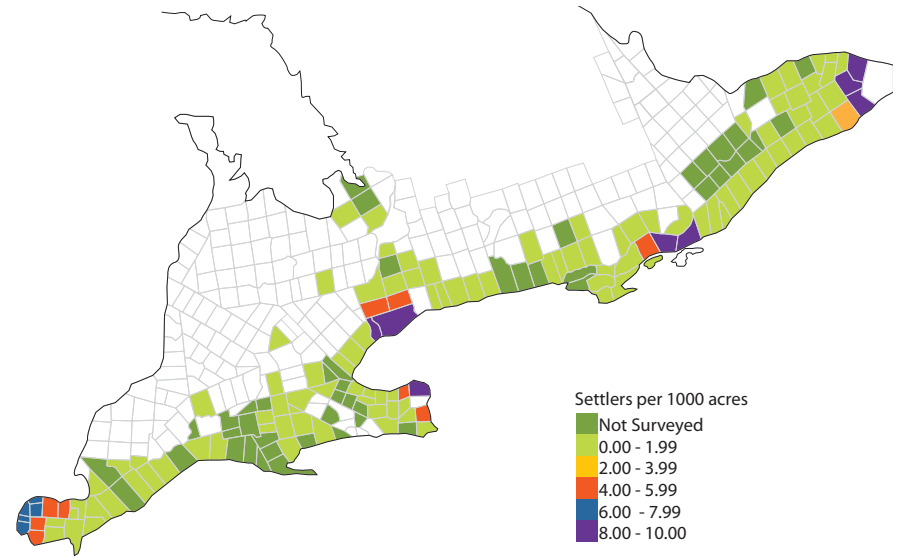 Settlers per 1000 acres
Not Surveyed
0.00 - 1.99
2.00 - 3.99
4.00 - 5.99
6.00 - 7.99
8.00 - 10.00